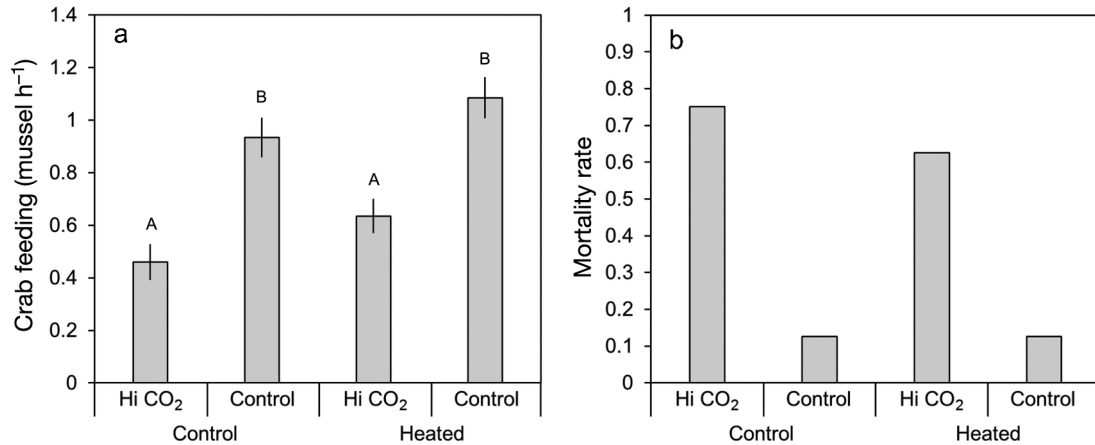 a
Crab feeding (mussel h⁻¹)
1.4
1.2
1
0.8
0.6
0.4
0.2
0
A
B
A
B
Hi CO₂ Control Hi CO₂ Control
Control Heated
b
Mortality rate
1
0.9
0.8
0.7
0.6
0.5
0.4
0.3
0.2
0.1
0
Hi CO₂ Control Hi CO₂ Control
Control Heated